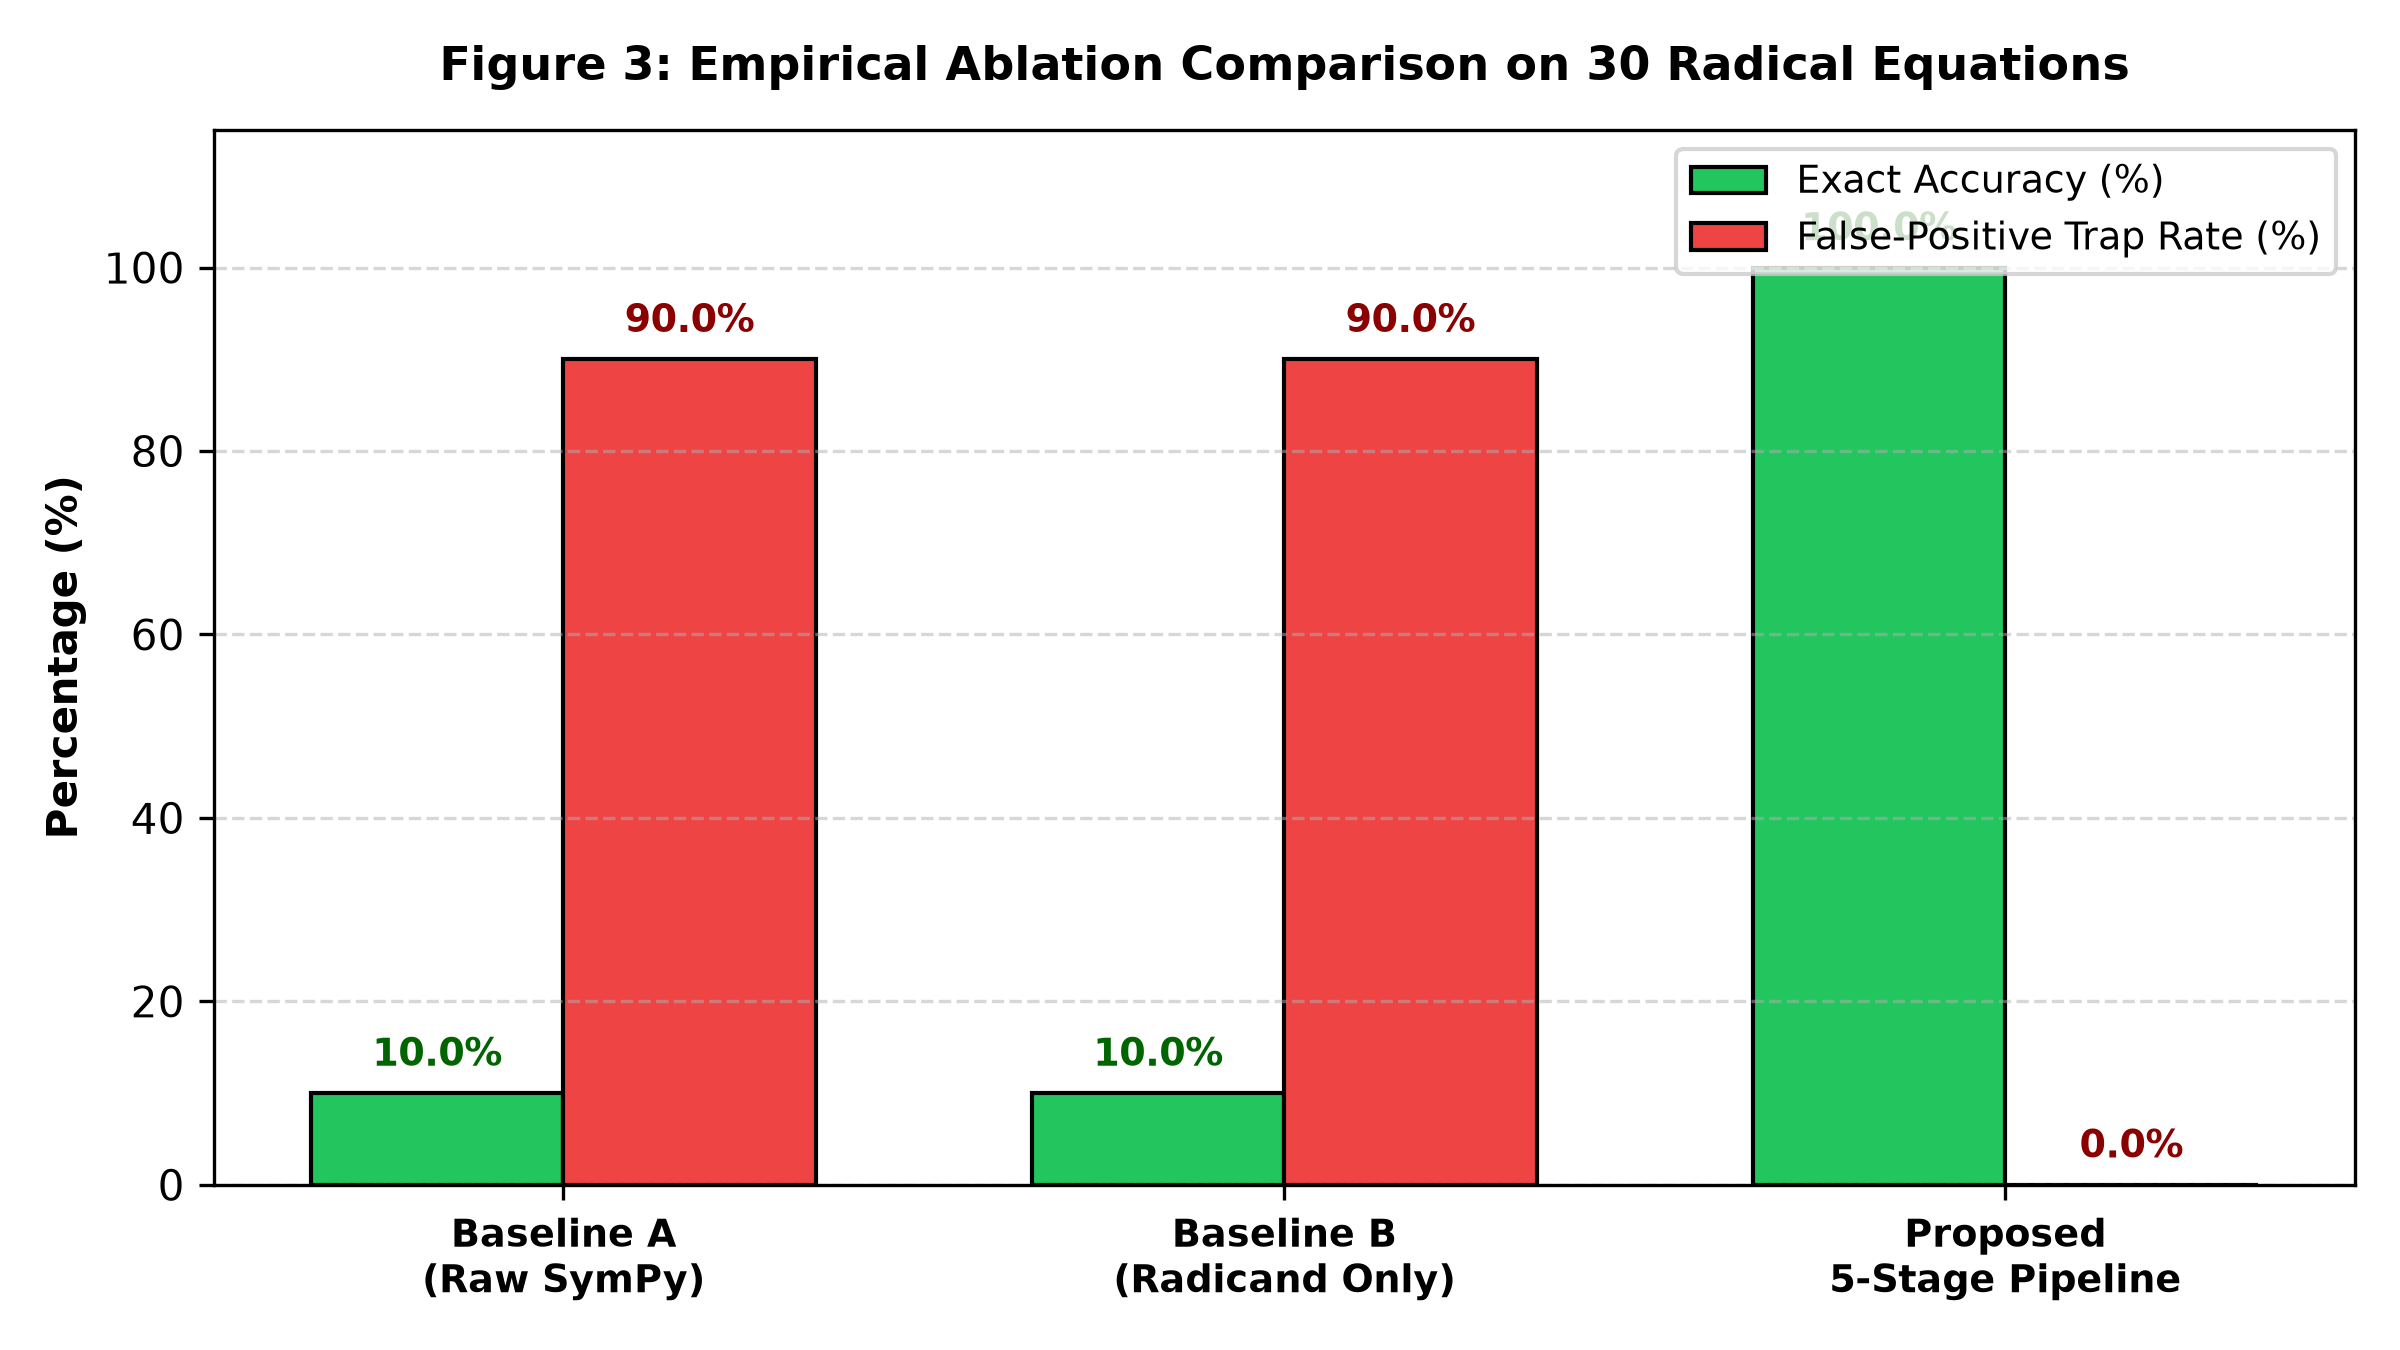 Figure 3: Empirical Ablation Comparison on 30 Radical Equations
Exact Accuracy (%)
False-Positive Trap Rate (%)
100.0%
Percentage (%)
100
80
60
40
20
0
90.0%
90.0%
10.0%
10.0%
0.0%
Baseline A
(Raw SymPy)
Baseline B
(Radicand Only)
Proposed
5-Stage Pipeline